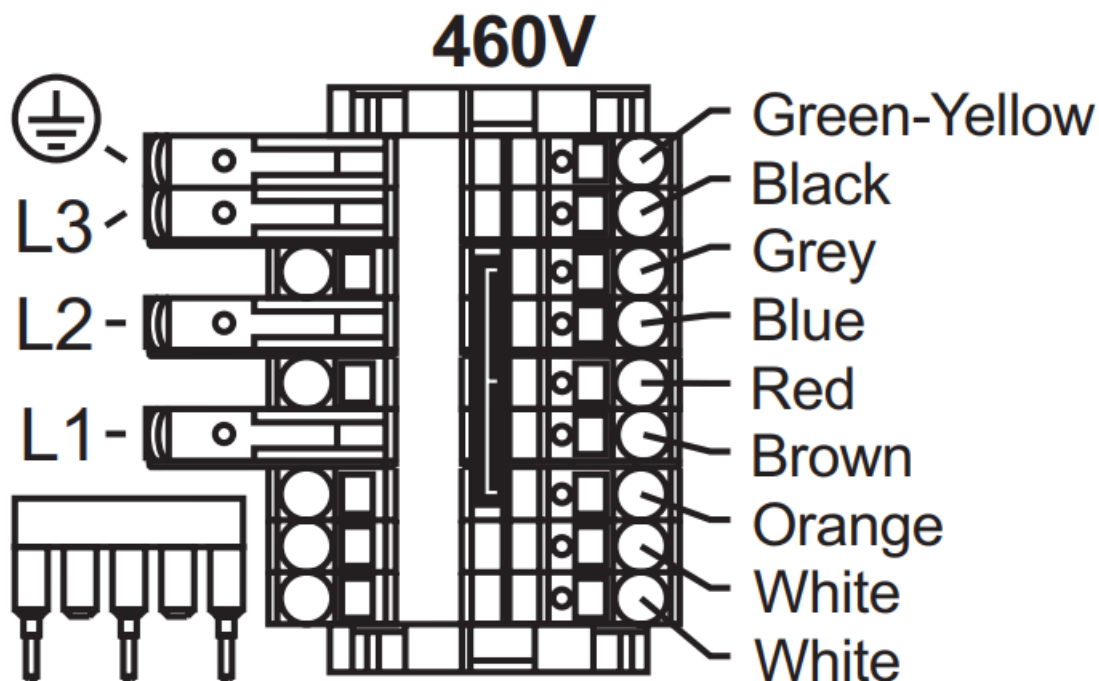 460V
Green-Yellow
Black
L3
Grey
L2
Blue
Red
L1
Brown
Orange
White
White